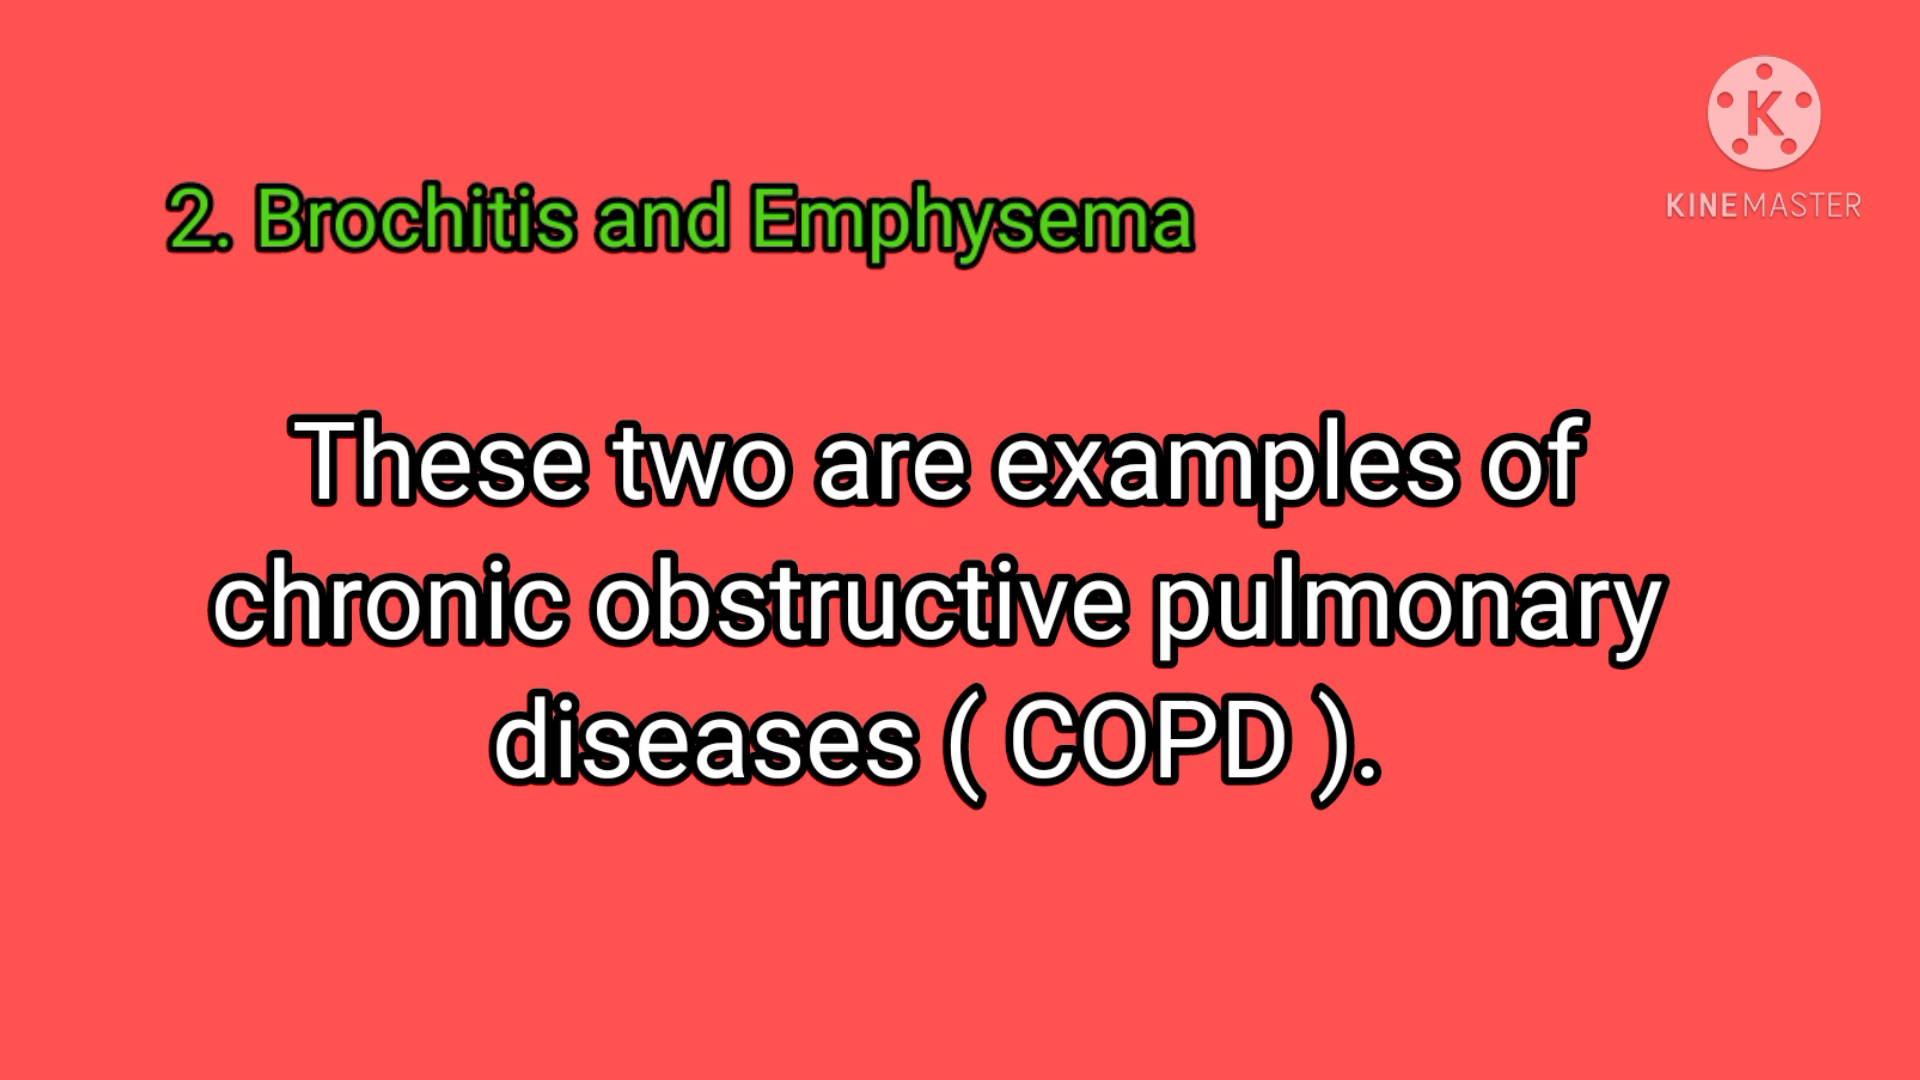 K
KINEMASTER
2. Brochitis and Emphysema
These two are examples of
chronic obstructive pulmonary
diseases ( COPD ).